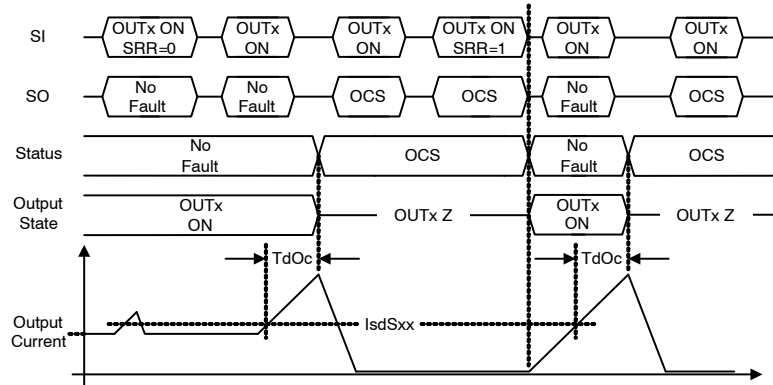 SI
OUTx ON
SRR=0
OUTx
ON
OUTx
ON
OUTx ON
SRR=1
OUTx
ON
OUTx
ON
SO
No
Fault
No
Fault
OCS
OCS
No
Fault
OCS
Status
No
Fault
OCS
No
Fault
OCS
Output
State
OUTx
ON
OUTx Z
OUTx
ON
OUTx Z
TdOc
TdOc
Output
Current
IsdSxx